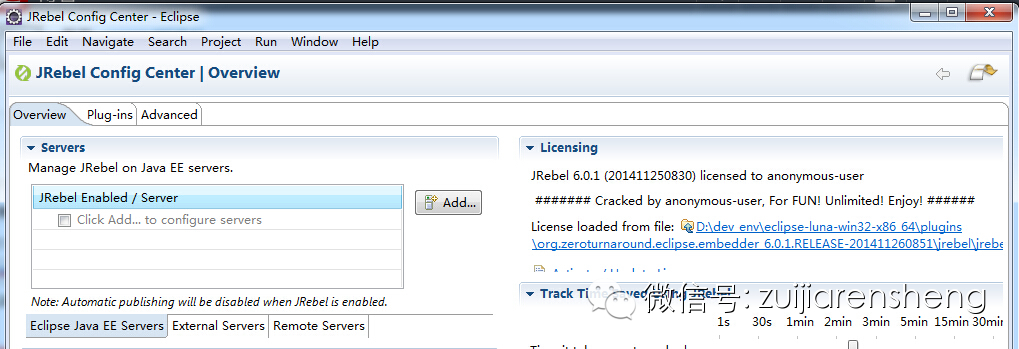 JRebel Config Center - Eclipse
File Edit Navigate Search Project Run Window Help
JRebel Config Center | Overview
Overview Plug-ins Advanced
Servers
Manage JRebel on Java EE servers.
JRebel Enabled / Server
Click Add... to configure servers
Add...
Note: Automatic publishing will be disabled when JRebel is enabled.
Eclipse Java EE Servers External Servers Remote Servers
Licensing
JRebel 6.0.1 (201411250830) licensed to anonymous-user
####### Cracked by anonymous-user, For FUN! Unlimited! Enjoy! ######
License loaded from file: D:\dev_env\eclipse-luna-win32-x86_64\plugins
\org.zeroturnaround.eclipse.embedder_6.0.1.RELEASE-201411260851\jrebel\jrebe
Track Time
微信号: zuijiarensheng
1s 30s 1min 2min 3min 5min 15min 30min